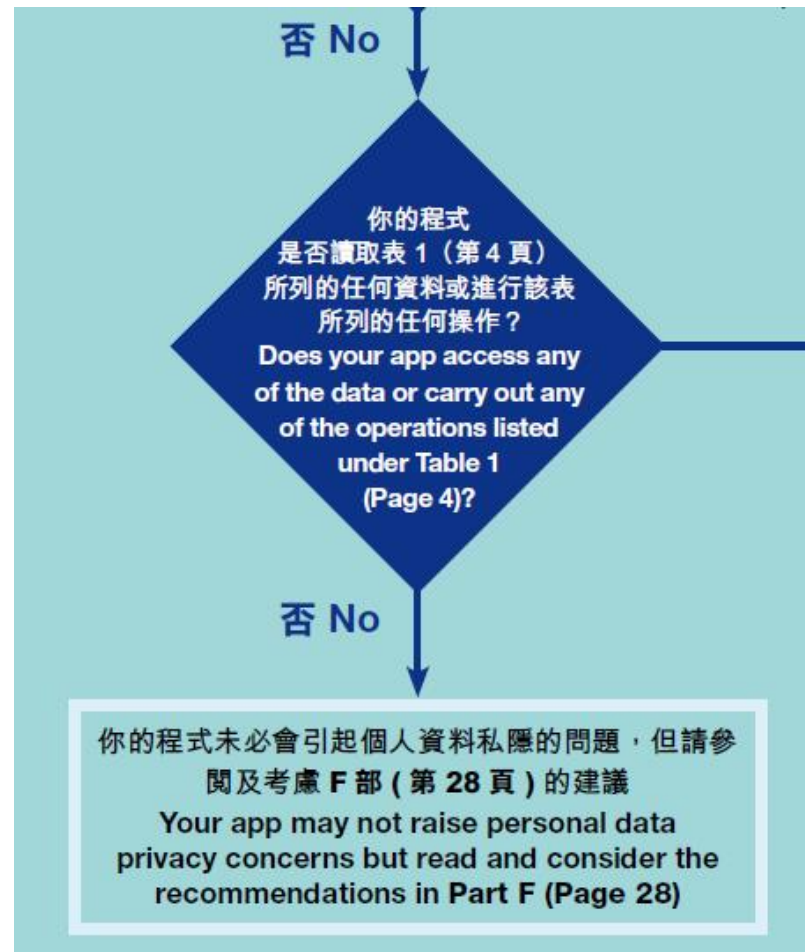 否 No
你的程式
是否讀取表 1（第 4 頁）
所列的任何資料或進行該表
所列的任何操作？
Does your app access any
of the data or carry out any
of the operations listed
under Table 1
(Page 4)?
否 No
你的程式未必會引起個人資料私隱的問題，但請參
閱及考慮 F 部 ( 第 28 頁 ) 的建議
Your app may not raise personal data
privacy concerns but read and consider the
recommendations in Part F (Page 28)